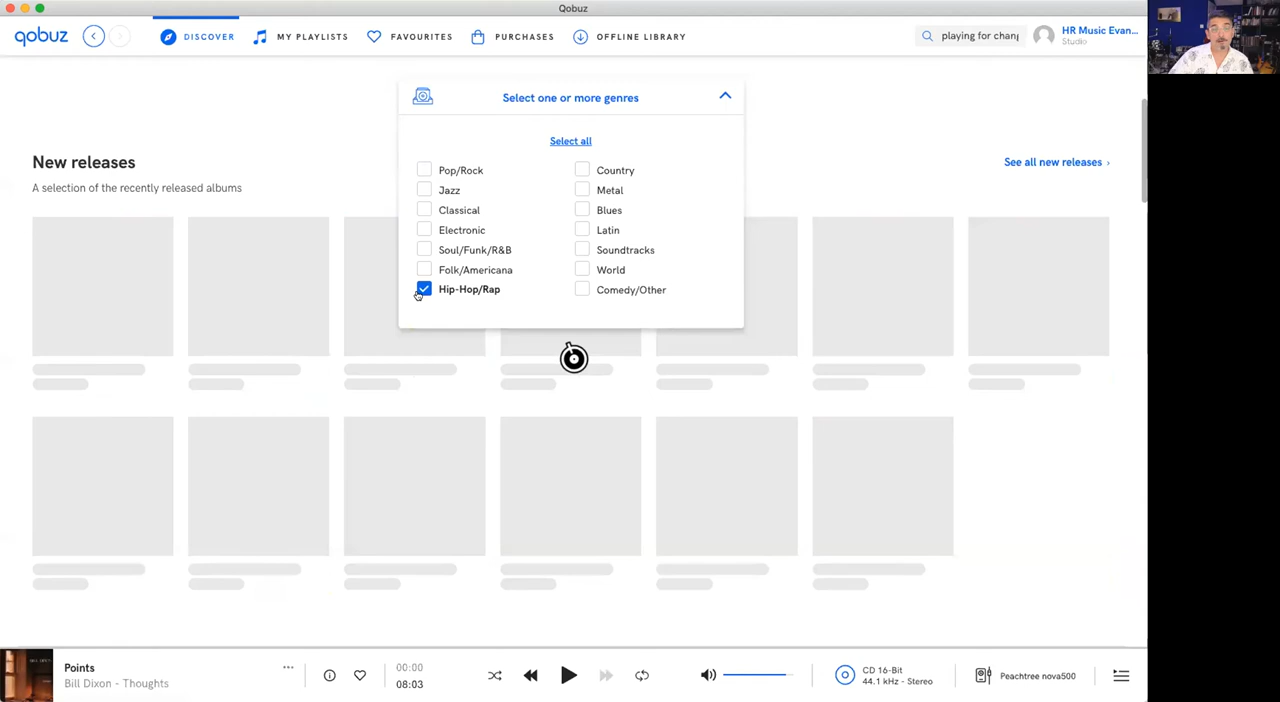 Qobuz
qobuz
DISCOVER
MY PLAYLISTS
FAVOURITES
PURCHASES
OFFLINE LIBRARY
playing for chan
HR Music Evan...
Studio
Select one or more genres
Select all
Pop/Rock
Country
Jazz
Metal
Classical
Blues
Electronic
Latin
Soul/Funk/R&B
Soundtracks
Folk/Americana
World
Hip-Hop/Rap
Comedy/Other
New releases
See all new releases ›
A selection of the recently released albums
Points
Bill Dixon - Thoughts
...
00:00
08:03
CD 16-Bit
44.1 kHz - Stereo
Peachtree nova500